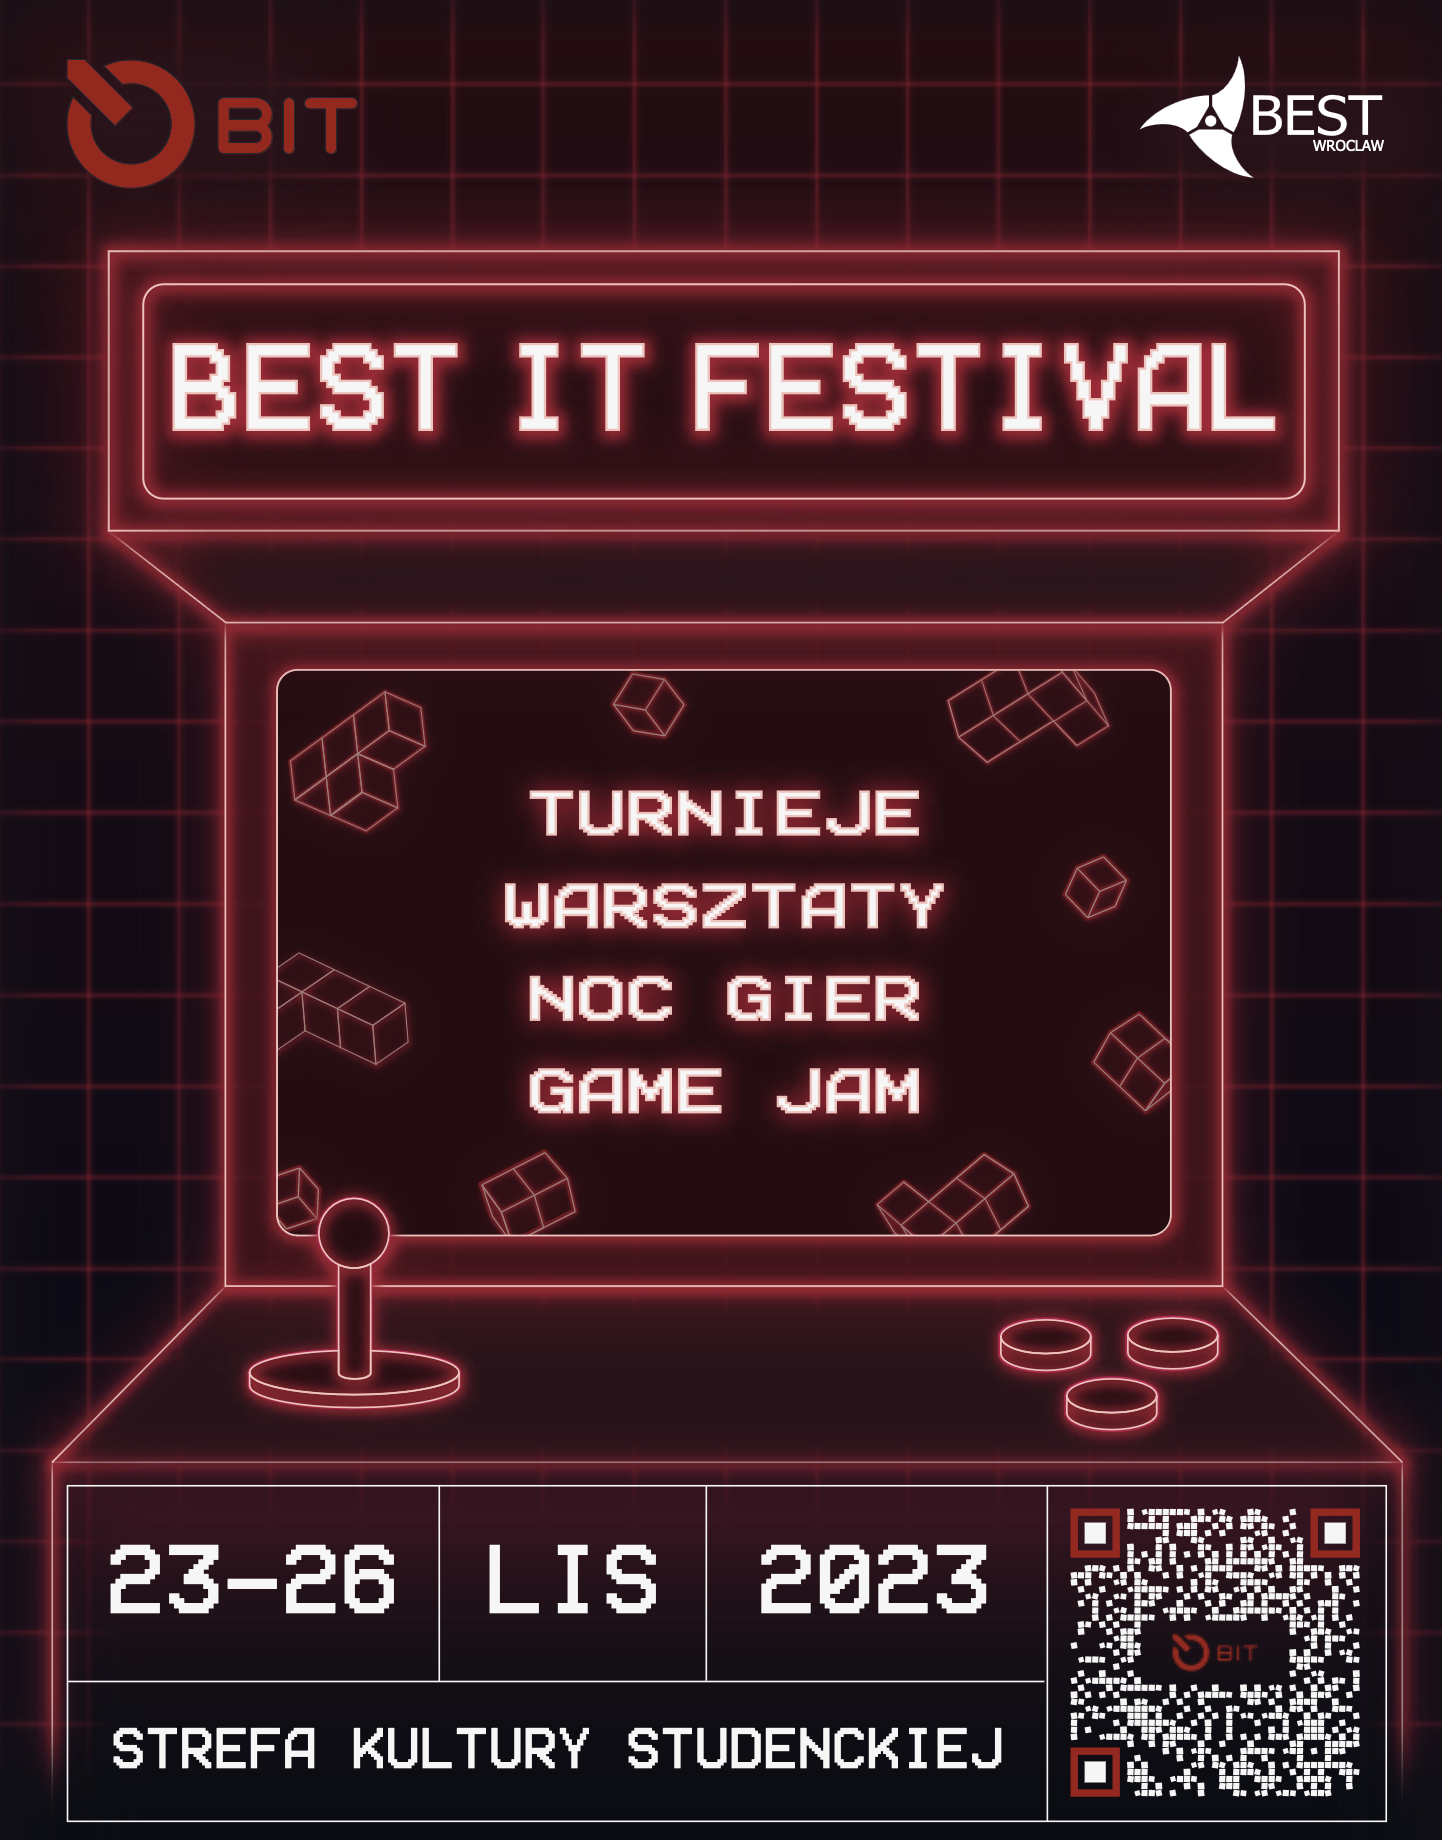 BIT
BEST
WROCLAW
BEST IT FESTIVAL
TURNIEJE
WARSZTATY
NOC GIER
GAME JAM
23-26 LIS 2023
BIT
STREFA KULTURY STUDENCKIEJ